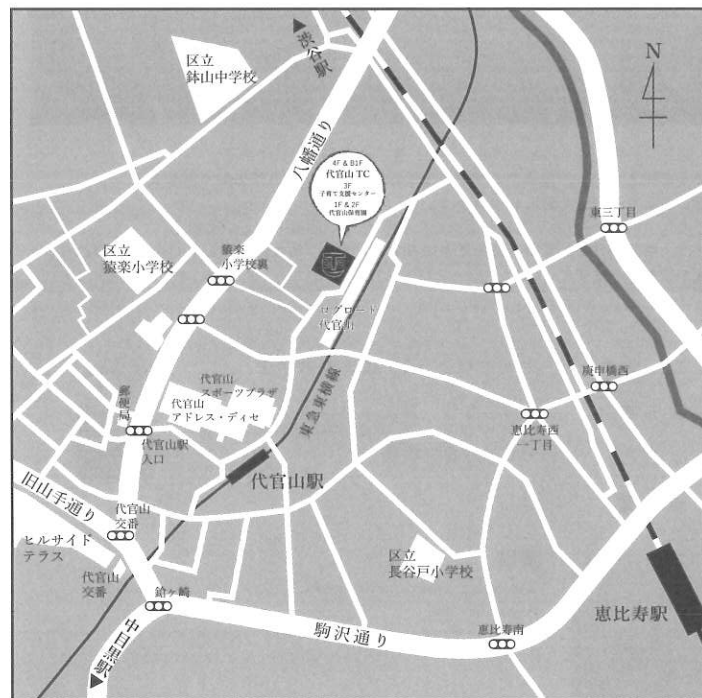 渋谷駅
区立
鉢山中学校
N
八幡通り
4F & B1F
代官山 TC
3F
子育て支援センター
1F & 2F
代官山保育園
東三丁目
区立
猿楽小学校
猿楽
小学校裏
ログロード
代官山
庚申橋西
代官山
スポーツプラザ
代官山
アドレス・ディセ
東急東横線
恵比寿西
一丁目
代官山駅
入口
代官山駅
旧山手通り
代官山
交番
ヒルサイド
テラス
代官山
交番
区立
長谷戸小学校
鎗ヶ崎
恵比寿駅
駒沢通り
恵比寿南
中目黒駅